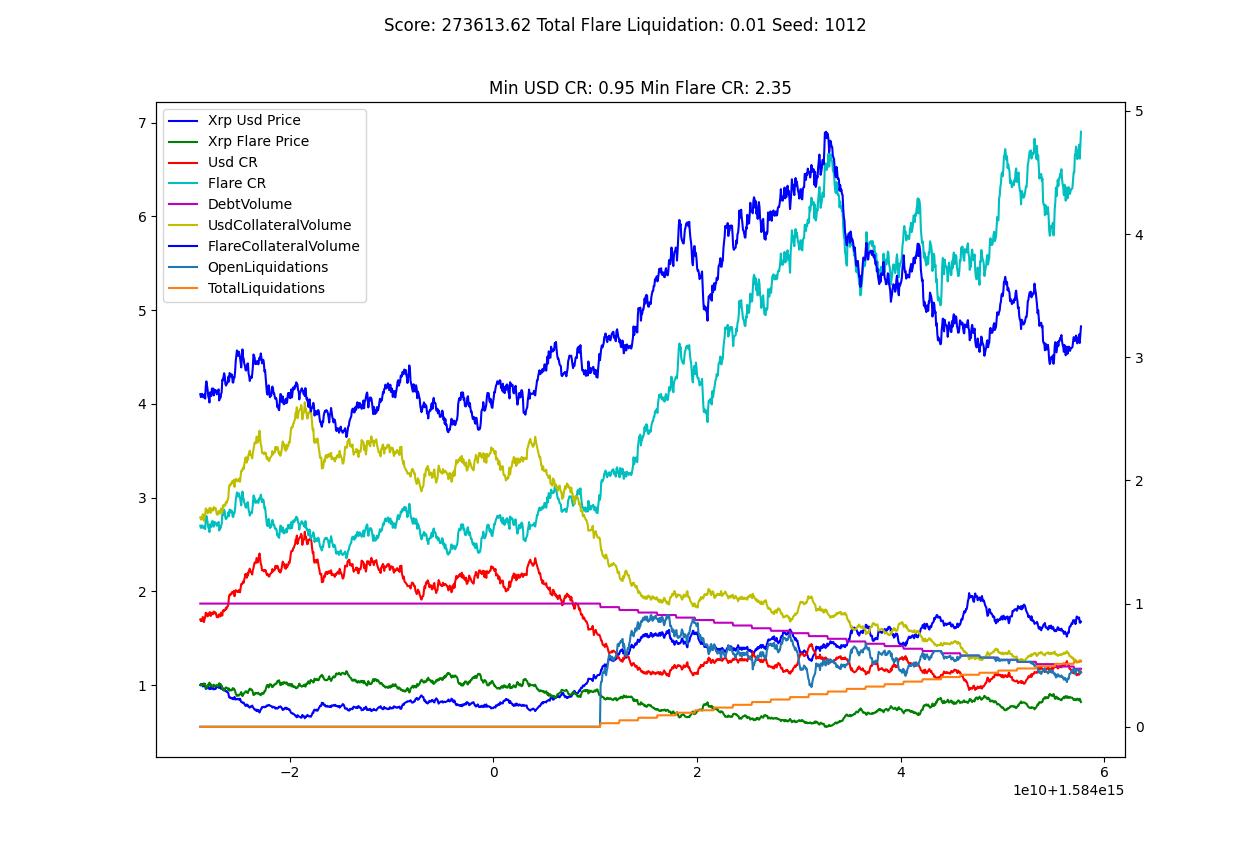 Score: 273613.62 Total Flare Liquidation: 0.01 Seed: 1012
Min USD CR: 0.95 Min Flare CR: 2.35
Xrp Usd Price
Xrp Flare Price
Usd CR
Flare CR
DebtVolume
UsdCollateralVolume
FlareCollateralVolume
OpenLiquidations
TotalLiquidations
7
6
5
4
3
2
1
5
4
3
2
1
0
−2
0
2
4
6
1e10+1.584e15